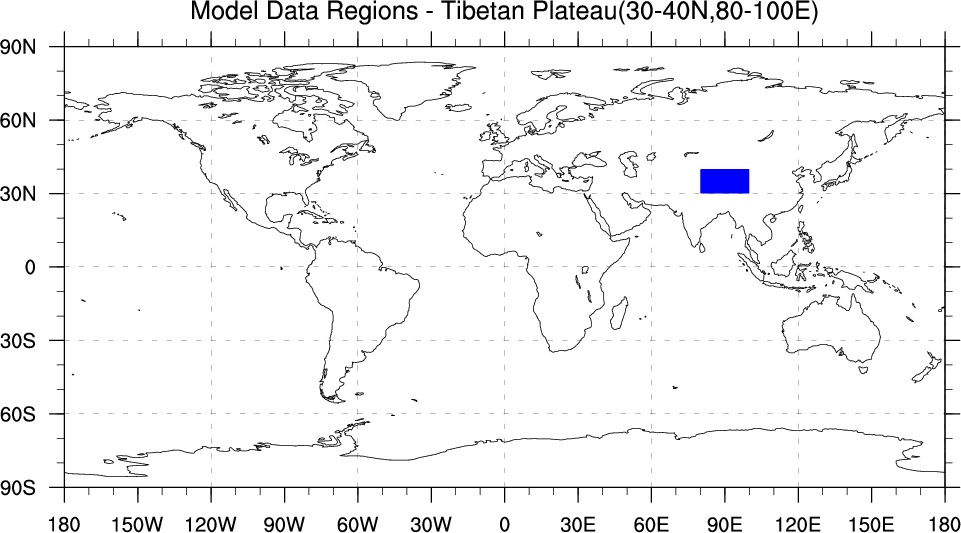 Model Data Regions - Tibetan Plateau(30-40N,80-100E)
90N
60N
30N
0
30S
60S
90S
180 150W 120W 90W 60W 30W 0 30E 60E 90E 120E 150E 180